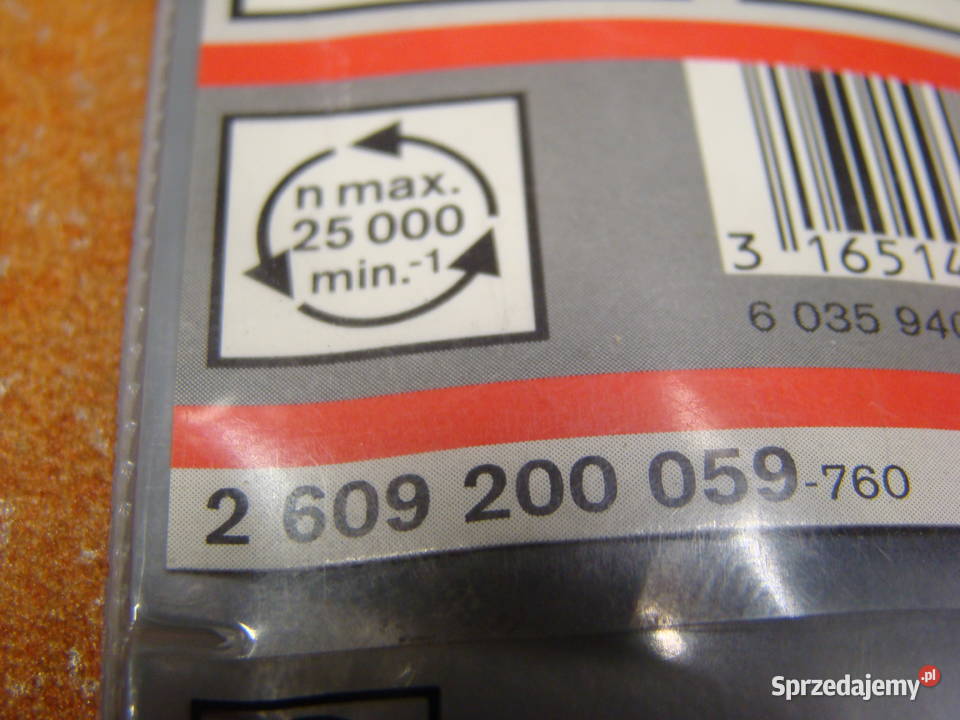 n max.
25 000
min.-1
3 16514
6 035 940
2 609 200 059-760
Sprzedajemy.pl